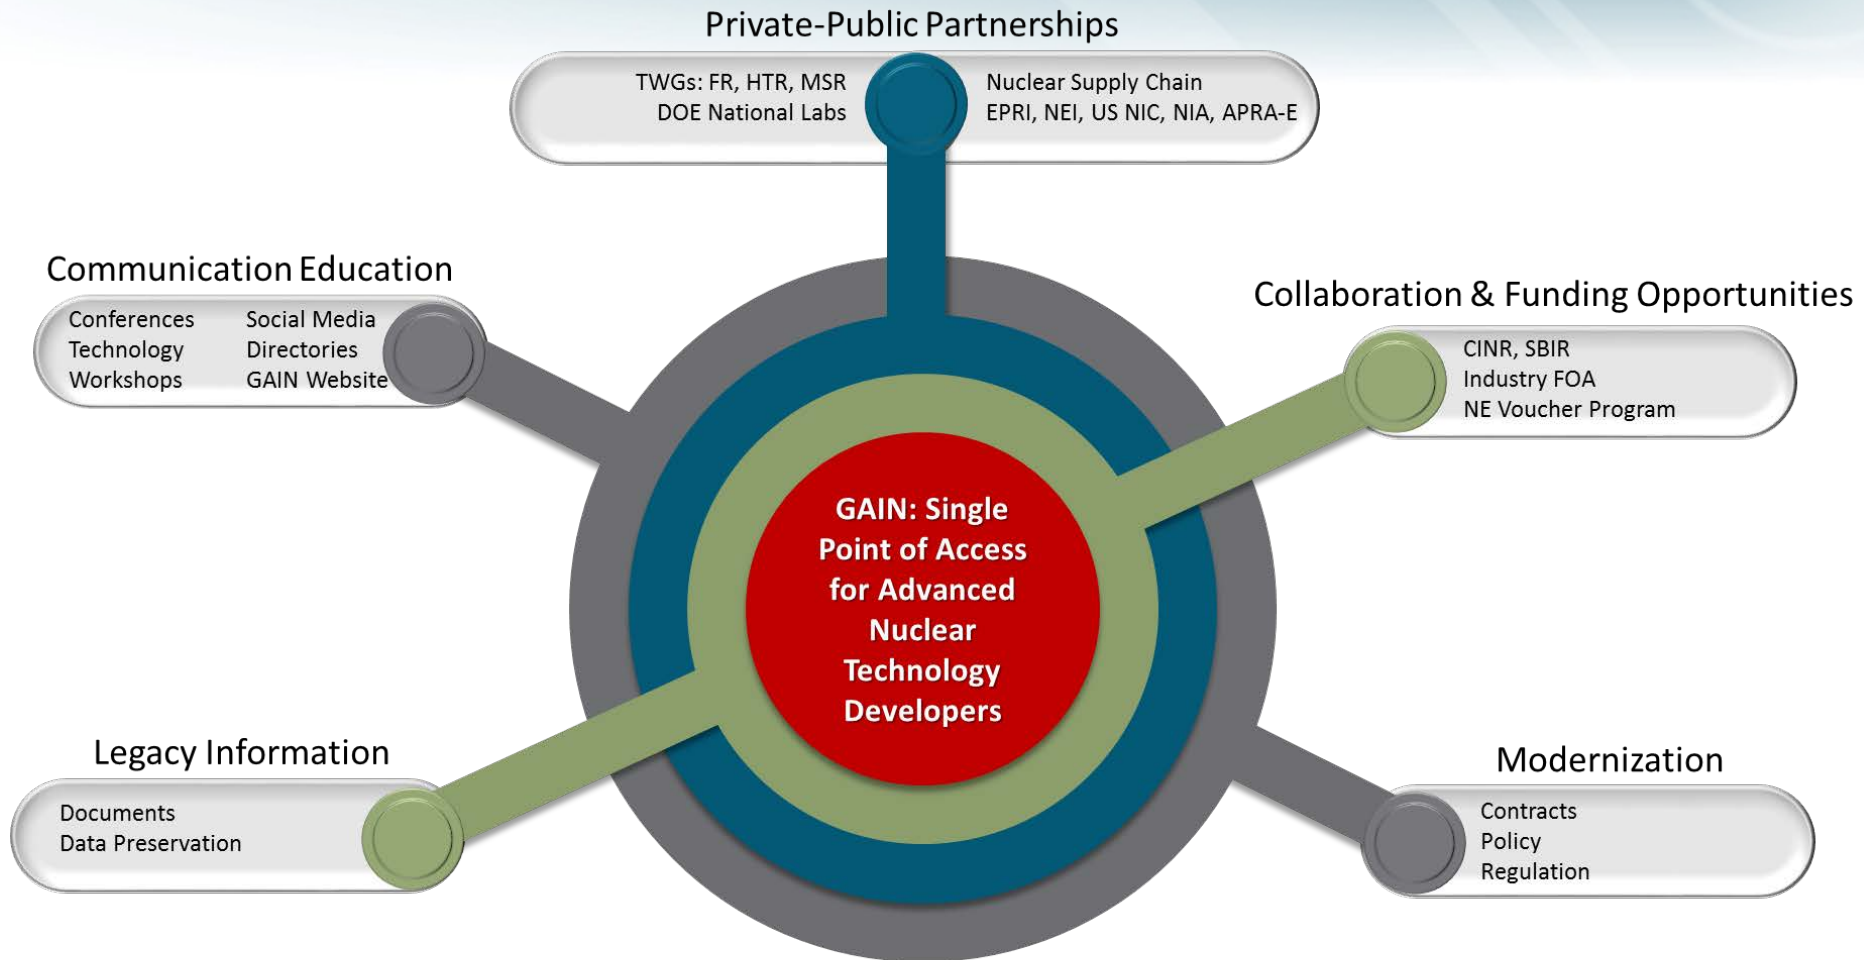 Private-Public Partnerships
TWGs: FR, HTR, MSR
DOE National Labs
Nuclear Supply Chain
EPRI, NEI, US NIC, NIA, APRA-E
Communication Education
Conferences
Technology
Workshops
Social Media
Directories
GAIN Website
Collaboration & Funding Opportunities
CINR, SBIR
Industry FOA
NE Voucher Program
GAIN: Single
Point of Access
for Advanced
Nuclear
Technology
Developers
Legacy Information
Documents
Data Preservation
Modernization
Contracts
Policy
Regulation